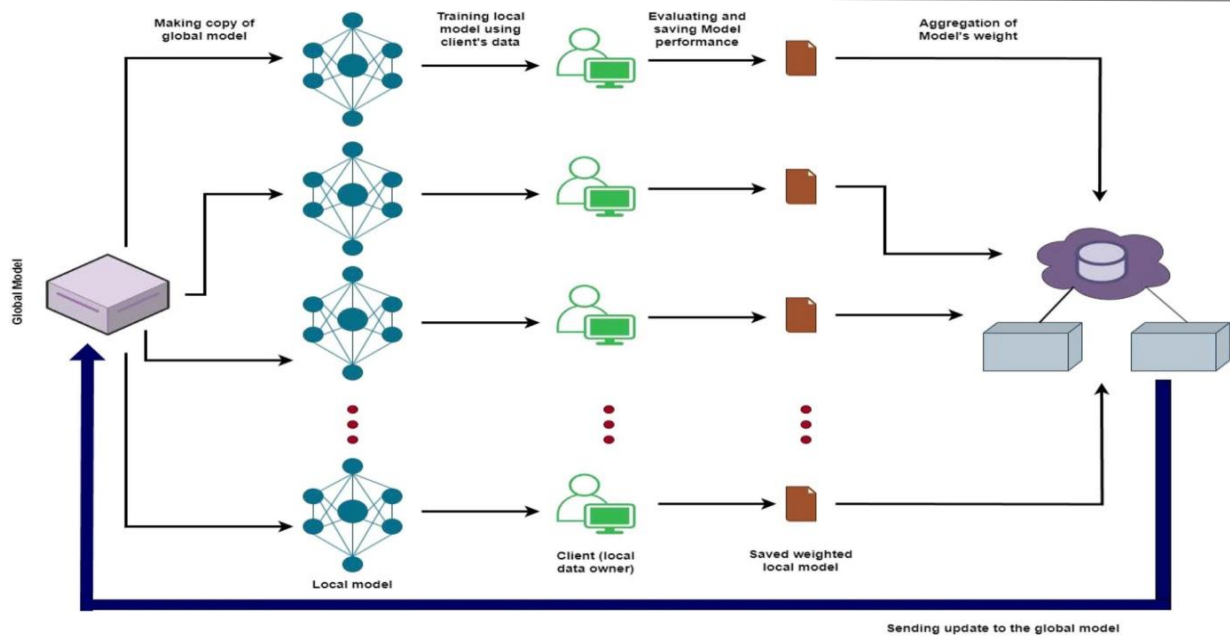 Making copy of
global model
Training local
model using
client's data
Evaluating and
saving Model
performance
Aggregation of
Model's weight
Global Model
Local model
Client (local
data owner)
Saved weighted
local model
Sending update to the global model